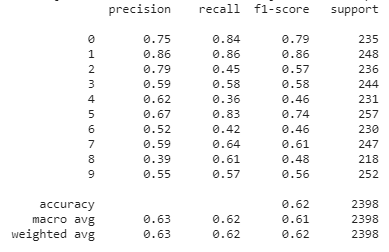 precision recall f1-score support
0 0.75 0.84 0.79 235
1 0.86 0.86 0.86 248
2 0.79 0.45 0.57 236
3 0.59 0.58 0.58 244
4 0.62 0.36 0.46 231
5 0.67 0.83 0.74 257
6 0.52 0.42 0.46 230
7 0.59 0.64 0.61 247
8 0.39 0.61 0.48 218
9 0.55 0.57 0.56 252
accuracy 0.62 2398
macro avg 0.63 0.62 0.61 2398
weighted avg 0.63 0.62 0.62 2398